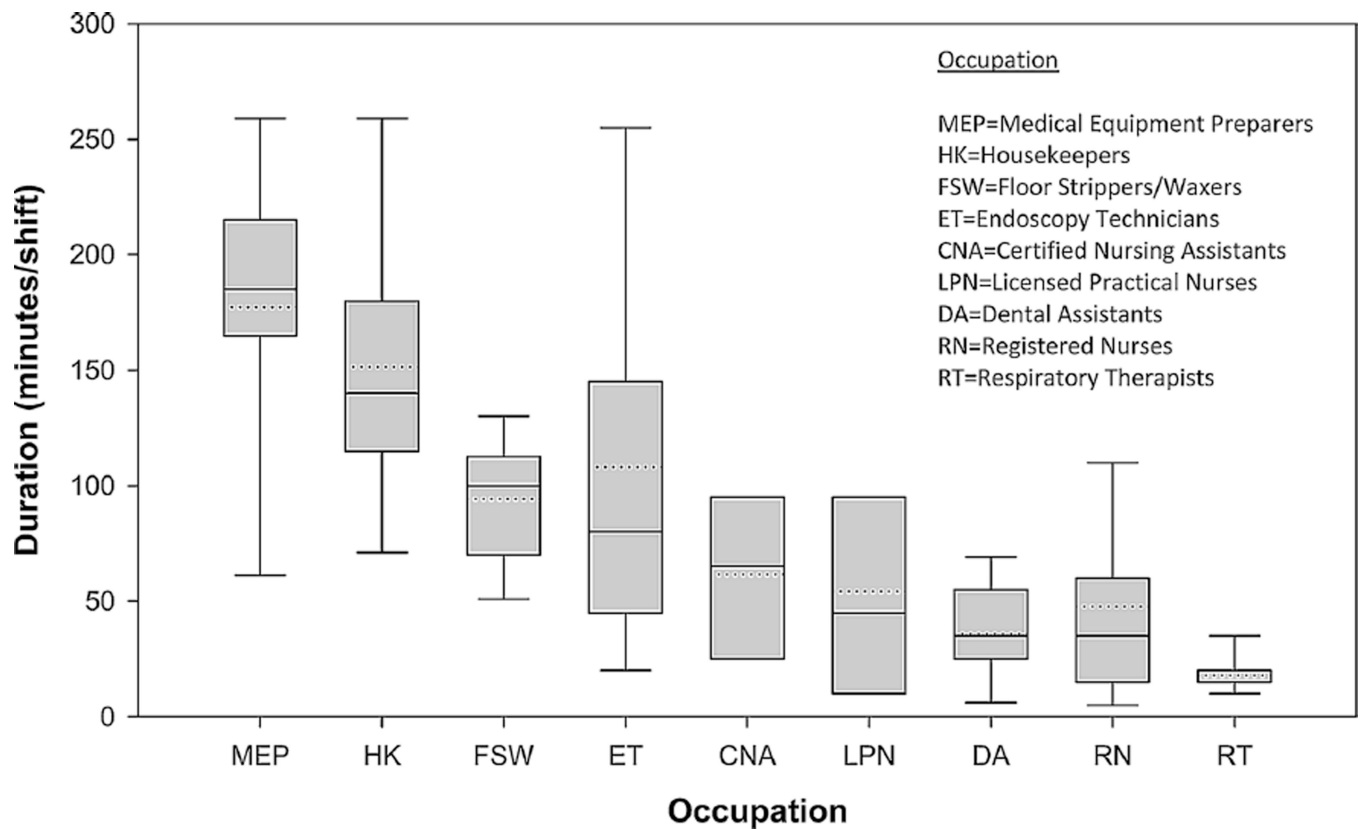 300
250
200
150
100
50
0
Duration (minutes/shift)
Occupation
MEP=Medical Equipment Preparers
HK=Housekeepers
FSW=Floor Strippers/Waxers
ET=Endoscopy Technicians
CNA=Certified Nursing Assistants
LPN=Licensed Practical Nurses
DA=Dental Assistants
RN=Registered Nurses
RT=Respiratory Therapists
MEP HK FSW ET CNA LPN DA RN RT
Occupation